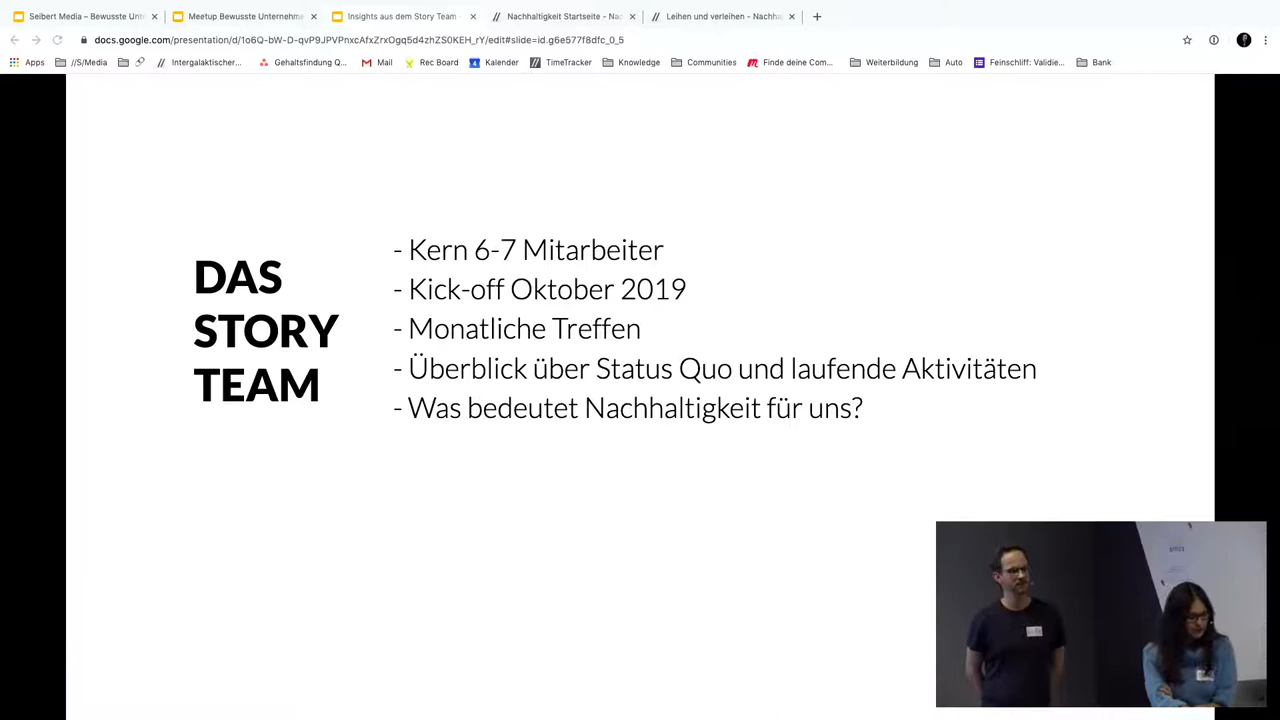 Seibert Media – Bewusste Unt
Meetup Bewusste Unternehme
Insights aus dem Story Team -
Nachhaltigkeit Startseite - Na
Leihen und verleihen - Nachha
docs.google.com/presentation/d/1o6Q-bW-D-qvP9JPVPnxcAfxZrxOgq5d4zhZS0KEH_rY/edit#slide=id.g6e577f8dfc_0_5
Apps //S/Media Intergalaktischer... Gehaltsfindung Q... Mail Rec Board Kalender TimeTracker Knowledge Communities Finde deine Com... Weiterbildung Auto Feinschliff: Validie... Bank
DAS
STORY
TEAM
- Kern 6-7 Mitarbeiter
- Kick-off Oktober 2019
- Monatliche Treffen
- Überblick über Status Quo und laufende Aktivitäten
- Was bedeutet Nachhaltigkeit für uns?